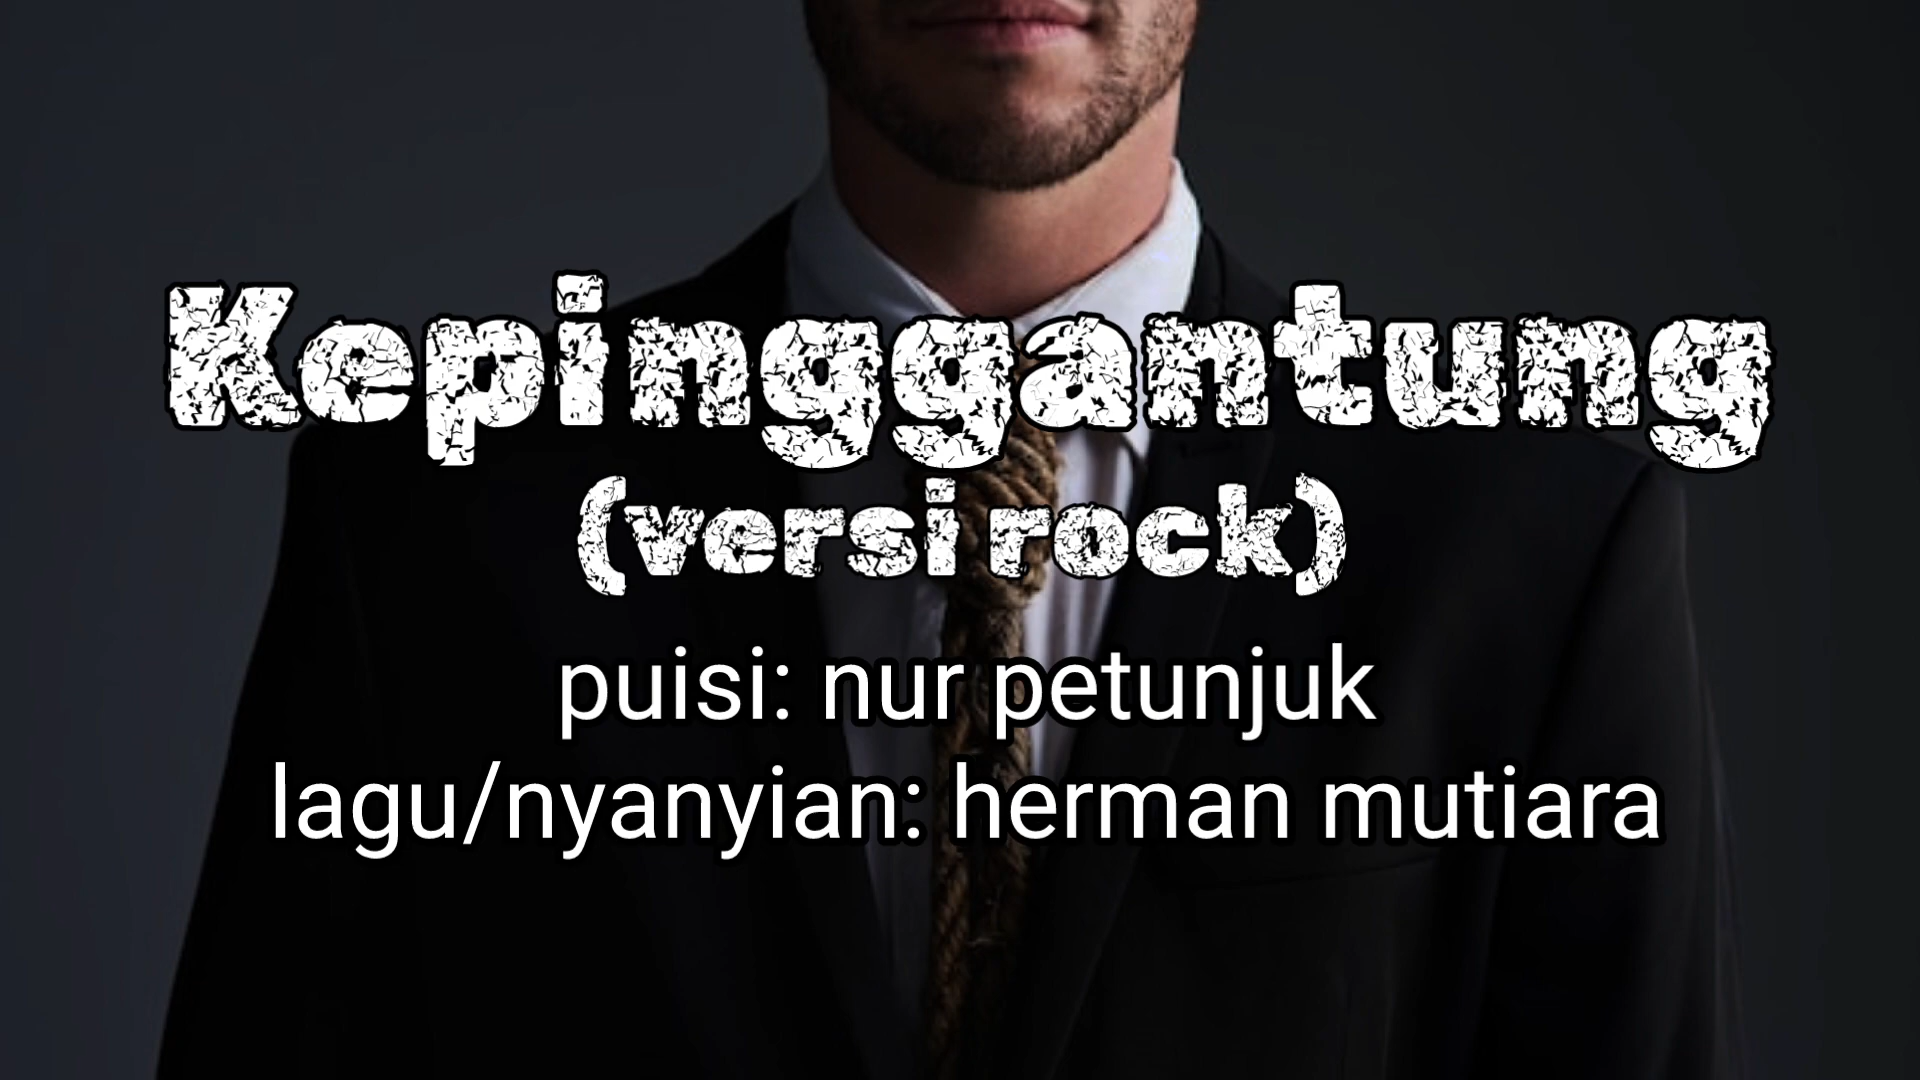 Kepinggantung
(versi rock)
puisi: nur petunjuk
lagu/nyanyian: herman mutiara